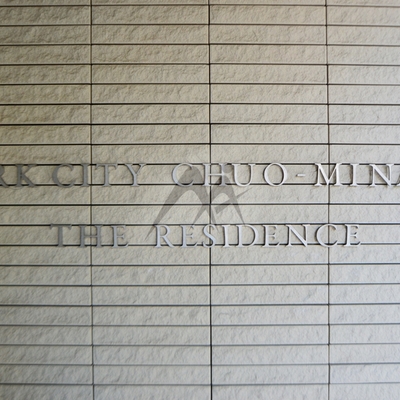 RK CITY CHUO-MINA
THE RESIDENCE